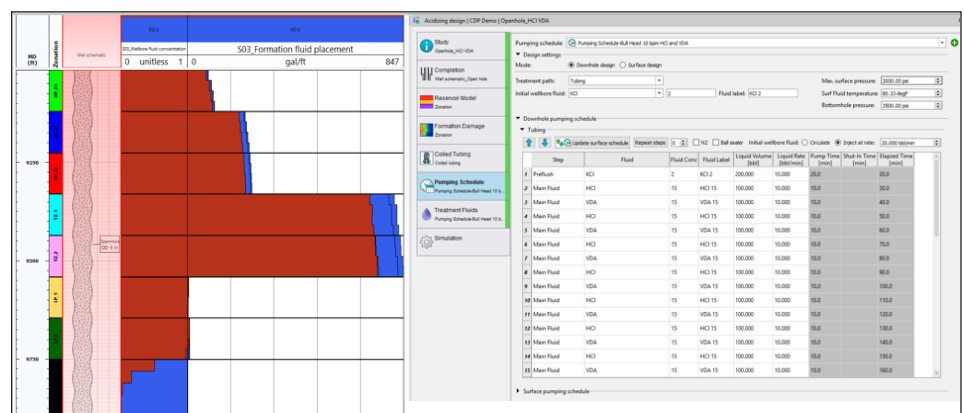 MD
(ft)
Zonation
Well schematic
S03_Wellbore fluid concentration
0 unitless 1
S03_Formation fluid placement
0 gal/ft 847
9250
9500
9750
Openhole
OD: 6 in
Acidizing design | CDP Demo | Openhole_HCl VDA
Study
Openhole_HCl VDA
Completion
Well schematic_Open hole
Reservoir Model
Zonation
Formation Damage
Zonation
Coiled Tubing
Coiled tubing
Pumping Schedule
Pumping Schedule-Bull Head 10 b...
Treatment Fluids
Pumping Schedule-Bull Head 10 b...
Simulation
Pumping schedule: Pumping Schedule-Bull Head 10 bpm HCl and VDA
Design settings
Mode: Downhole design Surface design
Treatment path: Tubing Max. surface pressure: 2000.00 psi
Initial wellbore fluid: KCl 2 Fluid label: KCl 2 Surf Fluid temperature: 80.33 degF
Bottomhole pressure: 3500.00 psi
Downhole pumping schedule
Tubing
Update surface schedule Repeat steps 0 N2 Ball sealer Initial wellbore fluid: Circulate Inject at rate: 20.000 bbl/min
Step Fluid Fluid Conc Fluid Label Liquid Volume [bbl] Liquid Rate [bbl/min] Pump Time [min] Shut-In Time [min] Elapsed Time [min]
1 Preflush KCl 2 KCl 2 200.000 10.000 20.0 20.0
2 Main Fluid HCl 15 HCl 15 100.000 10.000 10.0 30.0
3 Main Fluid VDA 15 VDA 15 100.000 10.000 10.0 40.0
4 Main Fluid HCl 15 HCl 15 100.000 10.000 10.0 50.0
5 Main Fluid VDA 15 VDA 15 100.000 10.000 10.0 60.0
6 Main Fluid HCl 15 HCl 15 100.000 10.000 10.0 70.0
7 Main Fluid VDA 15 VDA 15 100.000 10.000 10.0 80.0
8 Main Fluid HCl 15 HCl 15 100.000 10.000 10.0 90.0
9 Main Fluid VDA 15 VDA 15 100.000 10.000 10.0 100.0
10 Main Fluid HCl 15 HCl 15 100.000 10.000 10.0 110.0
11 Main Fluid VDA 15 VDA 15 100.000 10.000 10.0 120.0
12 Main Fluid HCl 15 HCl 15 100.000 10.000 10.0 130.0
13 Main Fluid VDA 15 VDA 15 100.000 10.000 10.0 140.0
14 Main Fluid HCl 15 HCl 15 100.000 10.000 10.0 150.0
15 Main Fluid VDA 15 VDA 15 100.000 10.000 10.0 160.0
Surface pumping schedule